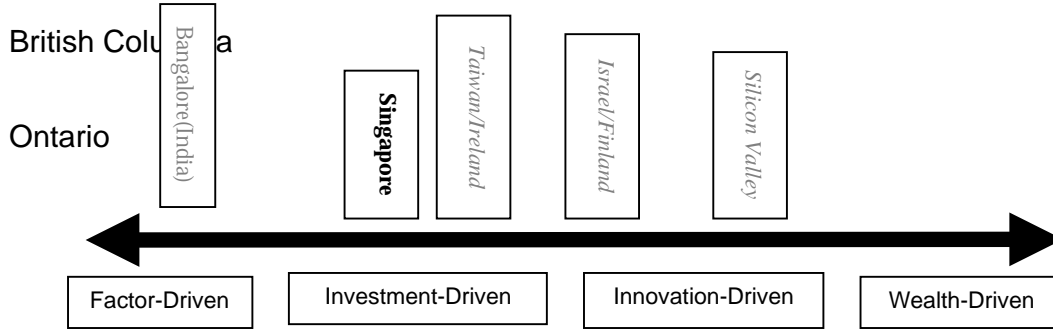 British Colu a
Ontario
Bangalore(India)
Singapore
Taiwan/Ireland
Israel/Finland
Silicon Valley
Factor-Driven
Investment-Driven
Innovation-Driven
Wealth-Driven